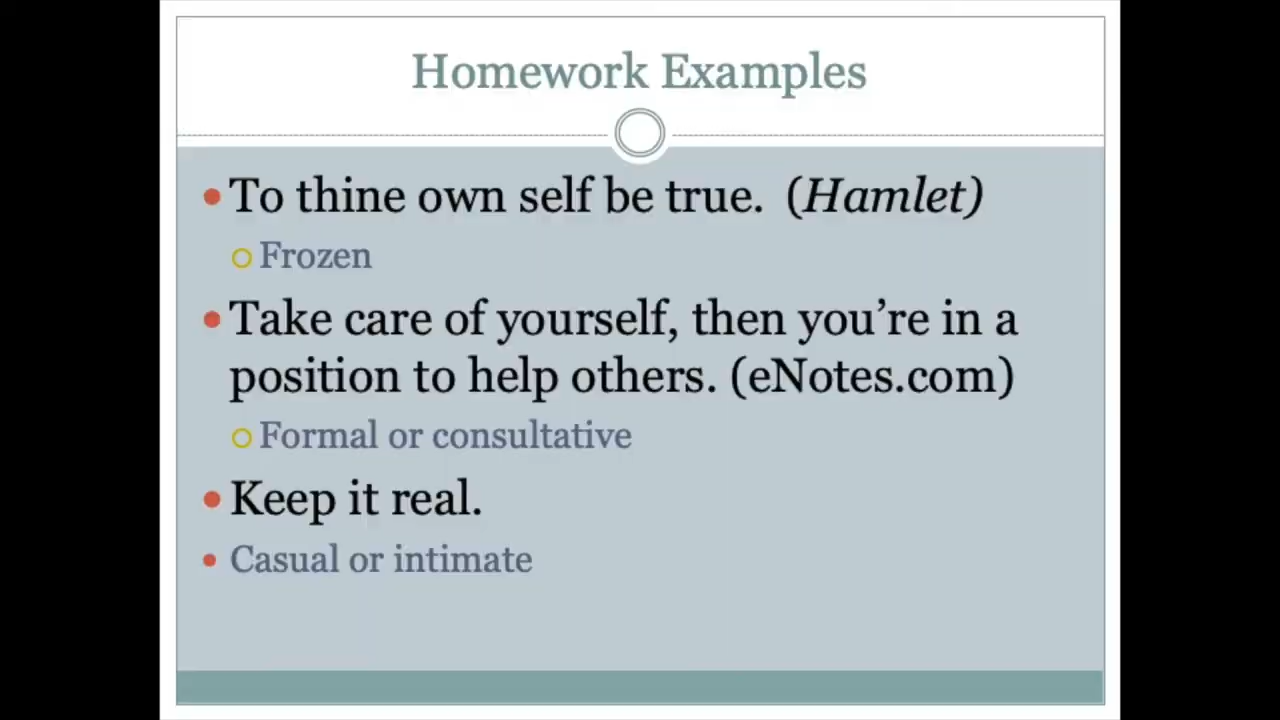 Homework Examples
To thine own self be true. (Hamlet)
Frozen
Take care of yourself, then you're in a
position to help others. (eNotes.com)
Formal or consultative
Keep it real.
Casual or intimate